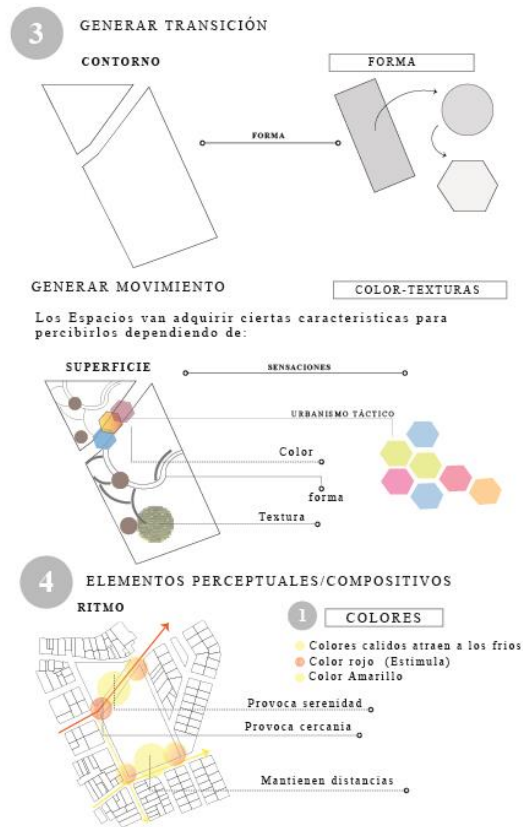 3
GENERAR TRANSICIÓN
CONTORNO
FORMA
FORMA
GENERAR MOVIMIENTO
COLOR-TEXTURAS
Los Espacios van adquirir ciertas caracteristicas para
percibirlos dependiendo de:
SUPERFICIE
SENSACIONES
URBANISMO TÁCTICO
Color
forma
Textura
4
ELEMENTOS PERCEPTUALES/COMPOSITIVOS
RITMO
1
COLORES
Colores calidos atraen a los frios
Color rojo (Estimula)
Color Amarillo
Provoca serenidad
Provoca cercania
Mantienen distancias